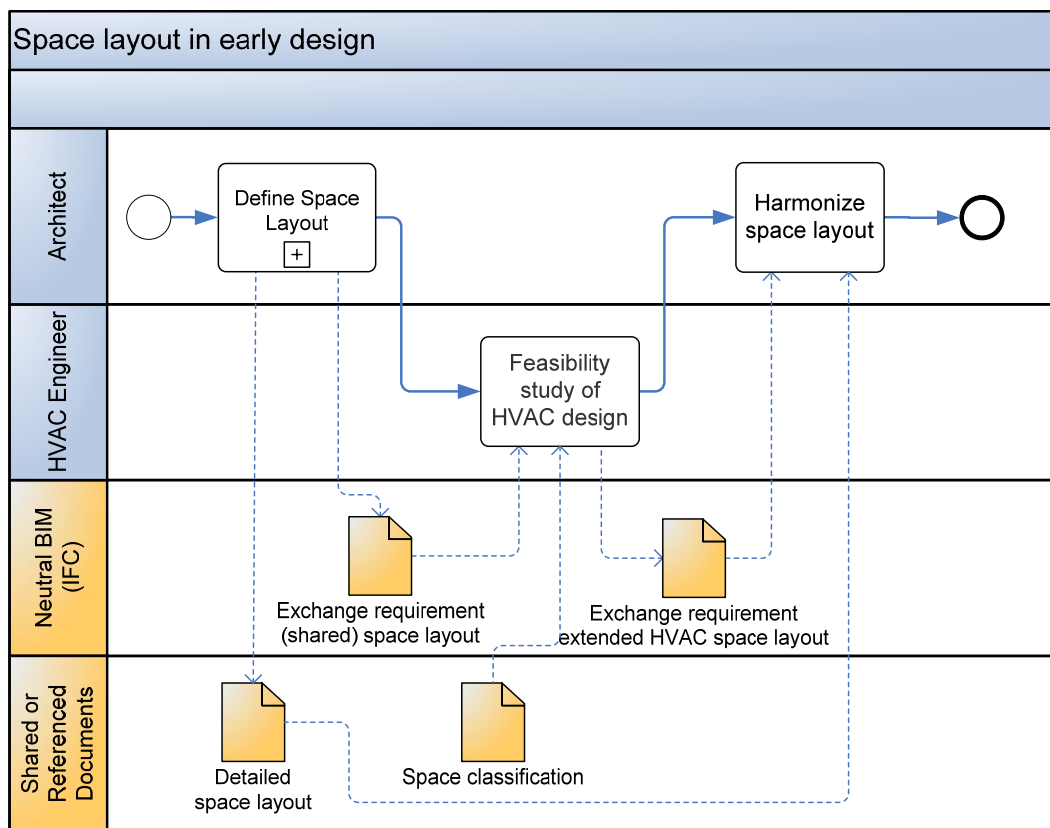 Space layout in early design
Architect
Define Space
Layout
+
Harmonize
space layout
HVAC Engineer
Feasibility
study of
HVAC design
Neutral BIM
(IFC)
Exchange requirement
(shared) space layout
Exchange requirement
extended HVAC space layout
Shared or
Referenced
Documents
Detailed
space layout
Space classification